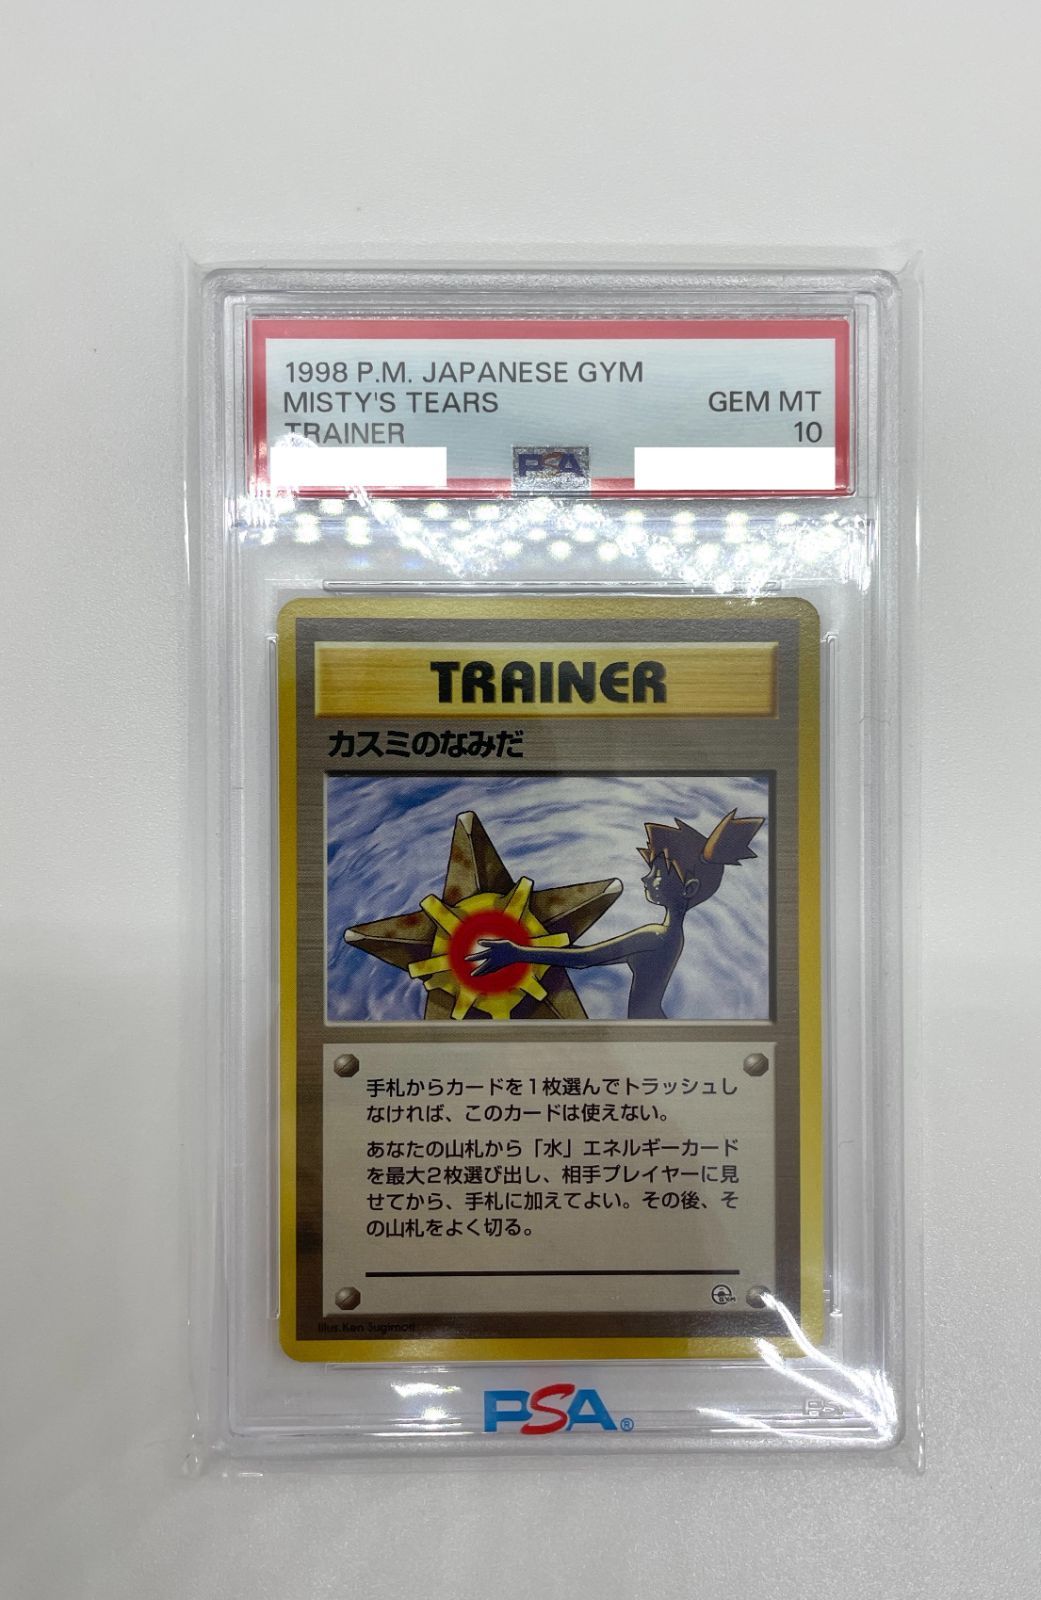 1998 P.M. JAPANESE GYM
MISTY'S TEARS GEM MT
TRAINER 10
PSA
TRAINER
カスミのなみだ
手札からカードを1枚選んでトラッシュし
なければ、このカードは使えない。
あなたの山札から「水」エネルギーカード
を最大2枚選び出し、相手プレイヤーに見
せてから、手札に加えてよい。その後、そ
の山札をよく切る。
GYM
Illus. Ken Sugimori
PSA®
PSA